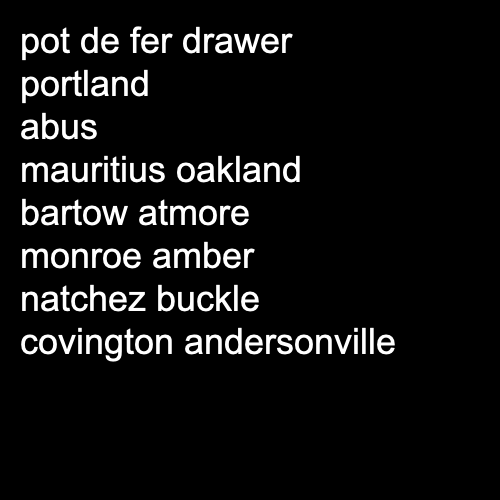 pot de fer drawer
portland
abus
mauritius oakland
bartow atmore
monroe amber
natchez buckle
covington andersonville